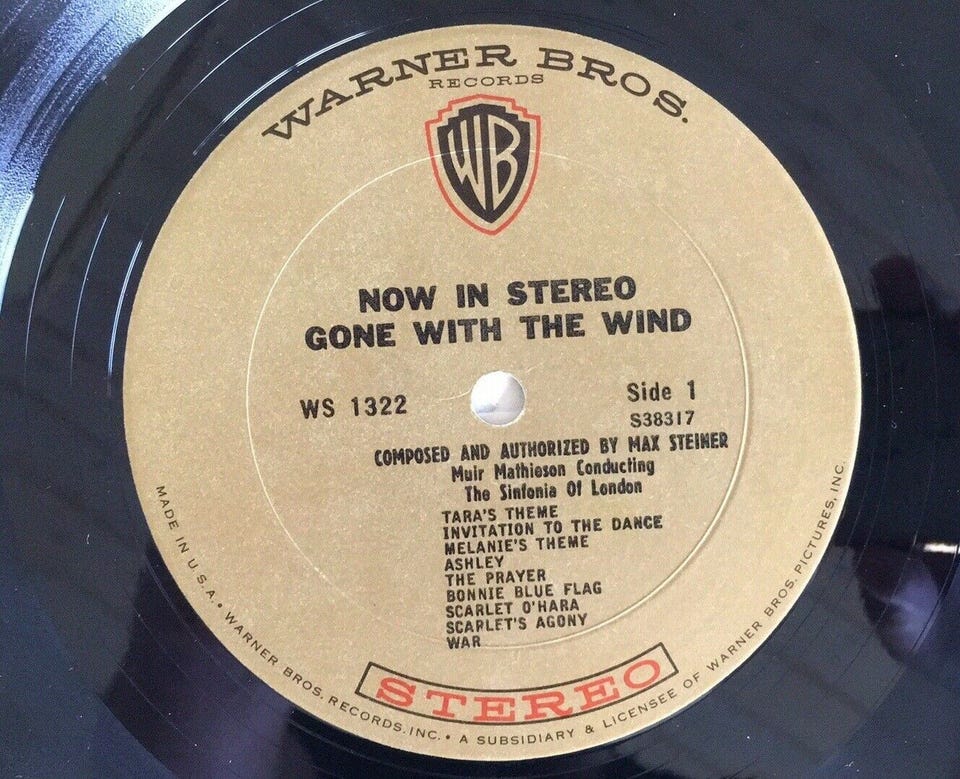 WARNER BROS.
RECORDS
WB
NOW IN STEREO
GONE WITH THE WIND
WS 1322
Side 1
S38317
COMPOSED AND AUTHORIZED BY MAX STEINER
Muir Mathieson Conducting
The Sinfonia Of London
TARA'S THEME
INVITATION TO THE DANCE
MELANIE'S THEME
ASHLEY
THE PRAYER
BONNIE BLUE FLAG
SCARLET O'HARA
SCARLET'S AGONY
WAR
STEREO
MADE IN U.S.A. • WARNER BROS. RECORDS, INC. • A SUBSIDIARY & LICENSEE OF WARNER BROS. PICTURES, INC.